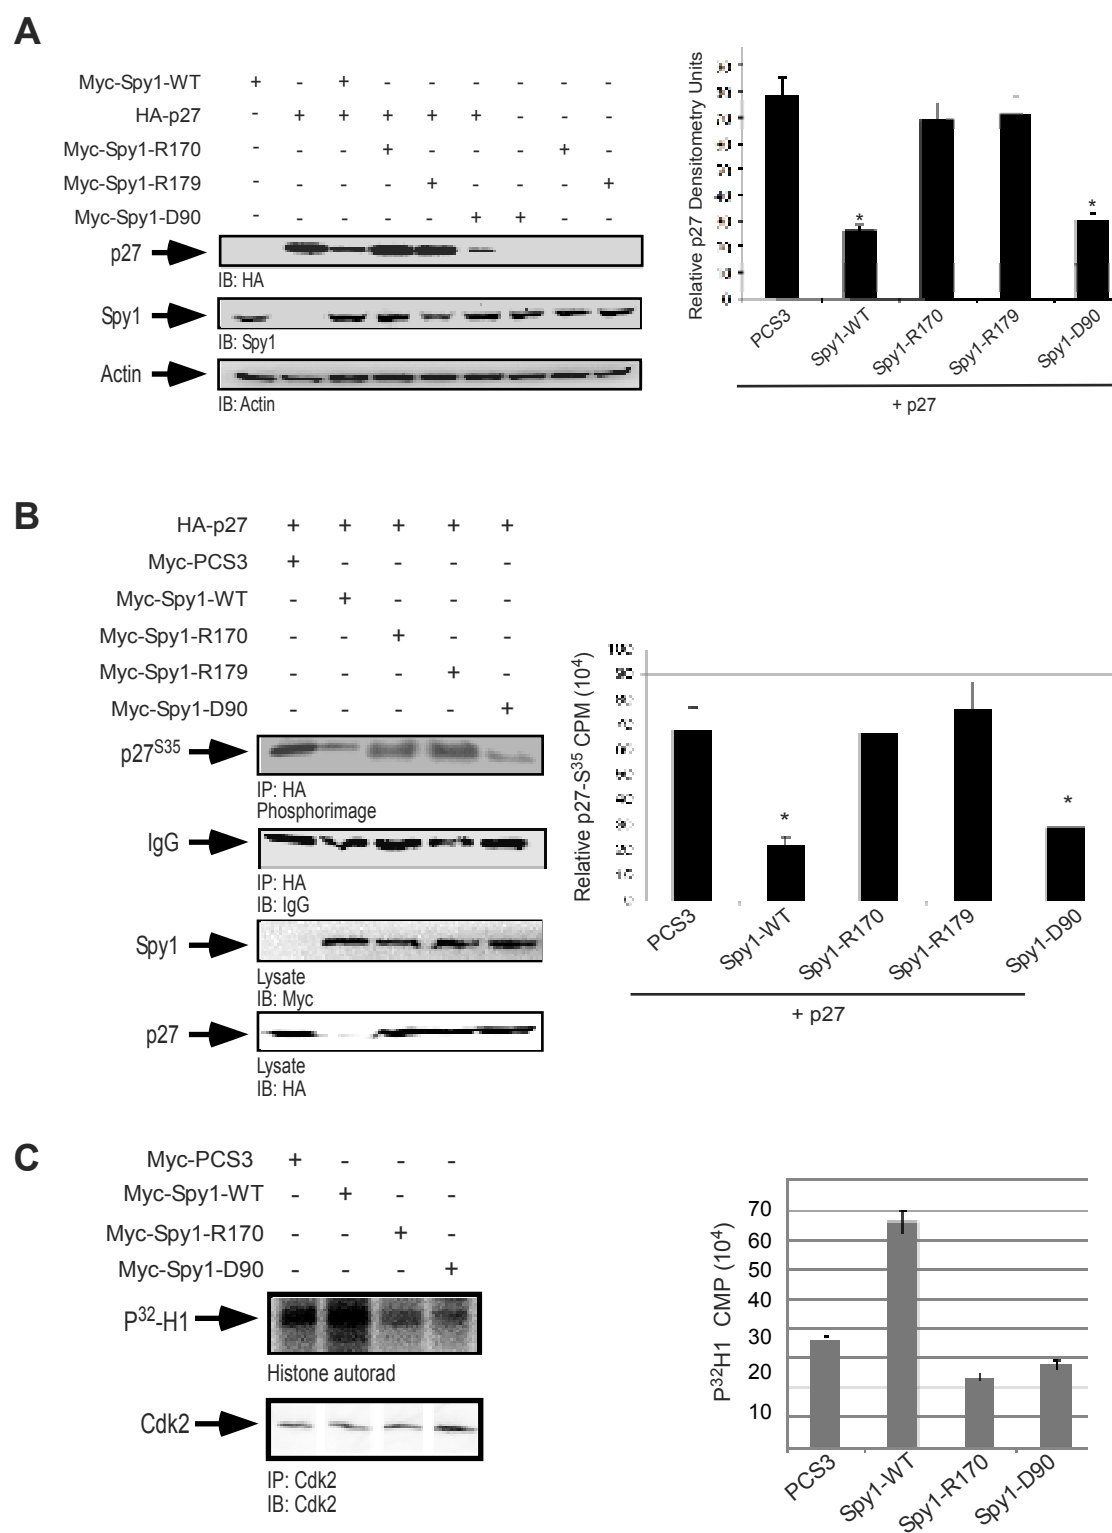 A
Myc-Spy1-WT + - + - - - - - -
HA-p27 - + + + + + - - -
Myc-Spy1-R170 - - - + - - - + -
Myc-Spy1-R179 - - - - + - - - +
Myc-Spy1-D90 - - - - - + + - -
p27
IB: HA
Spy1
IB: Spy1
Actin
IB: Actin
Relative p27 Densitometry Units
* *
PCS3 Spy1-WT Spy1-R170 Spy1-R179 Spy1-D90
+ p27
B
HA-p27 + + + + +
Myc-PCS3 + - - - -
Myc-Spy1-WT - + - - -
Myc-Spy1-R170 - - + - -
Myc-Spy1-R179 - - - + -
Myc-Spy1-D90 - - - - +
p27S35
IP: HA
Phosphorimage
IgG
IP: HA
IB: IgG
Spy1
Lysate
IB: Myc
p27
Lysate
IB: HA
Relative p27-S35 CPM (104)
100
* *
PCS3 Spy1-WT Spy1-R170 Spy1-R179 Spy1-D90
+ p27
C
Myc-PCS3 + - - -
Myc-Spy1-WT - + - -
Myc-Spy1-R170 - - + -
Myc-Spy1-D90 - - - +
P32-H1
Histone autorad
Cdk2
IP: Cdk2
IB: Cdk2
P32H1 CMP (104)
70
60
50
40
30
20
10
PCS3 Spy1-WT Spy1-R170 Spy1-D90